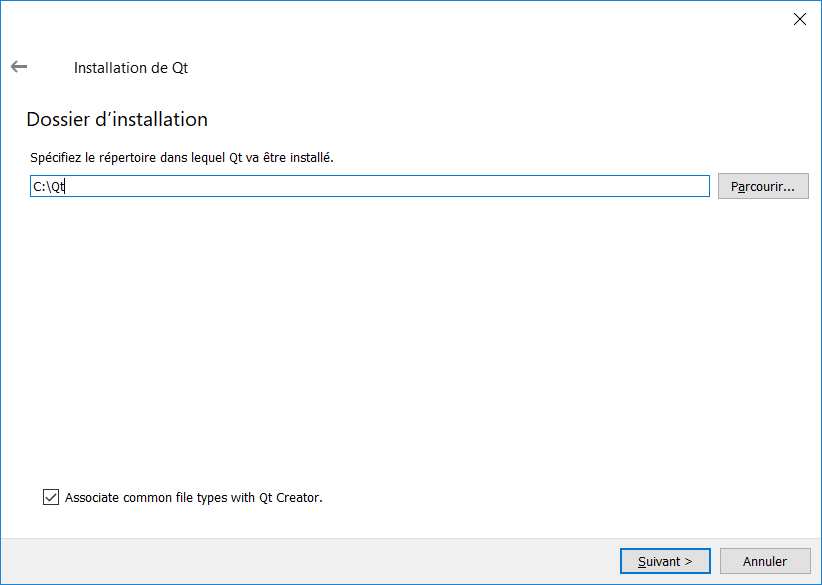 Installation de Qt
Dossier d’installation
Spécifiez le répertoire dans lequel Qt va être installé.
C:\Qt
Parcourir...
Associate common file types with Qt Creator.
Suivant >
Annuler